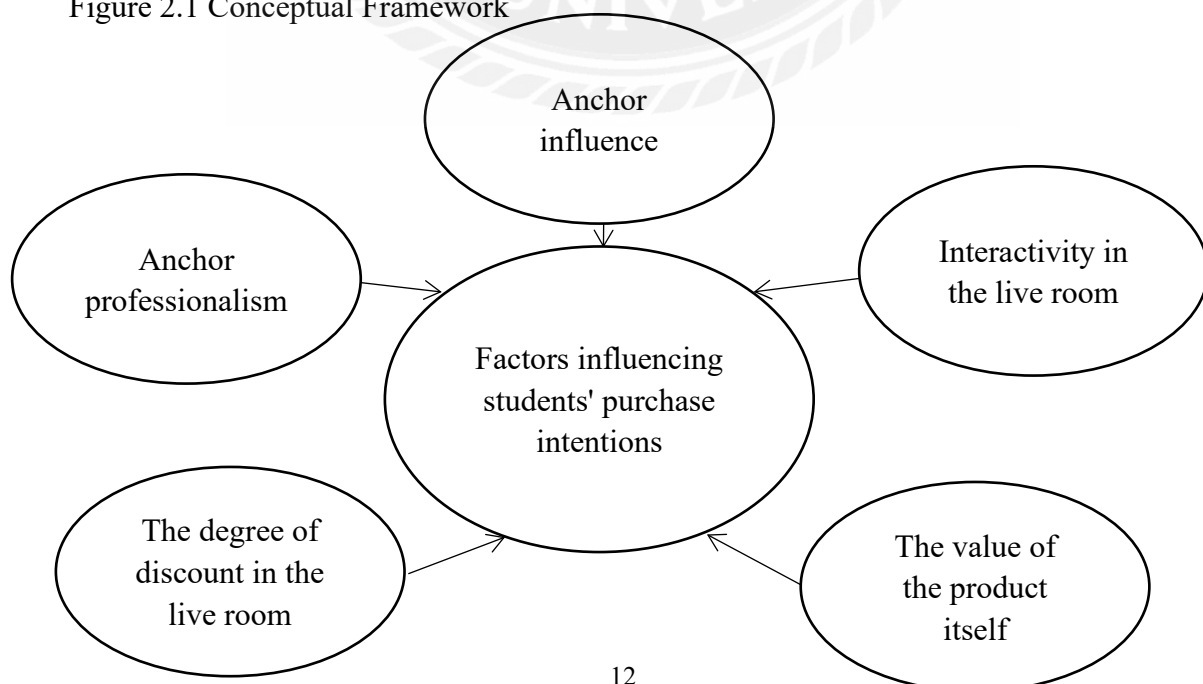 Figure 2.1 Conceptual Framework
UNIVE
Anchor
influence
Anchor
professionalism
Interactivity in
the live room
Factors influencing
students' purchase
intentions
The degree of
discount in the
live room
The value of
the product
itself
12